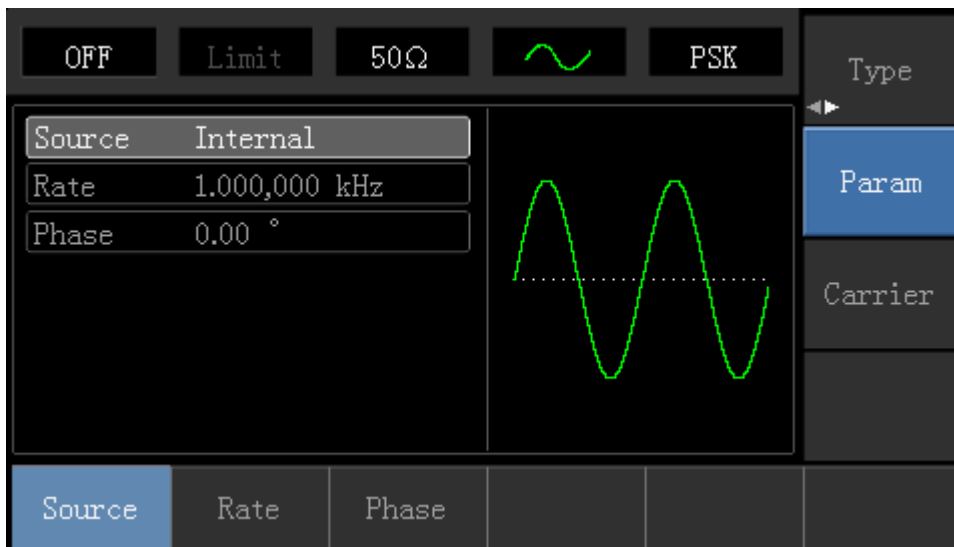 OFF Limit 50Ω PSK
Type
Source Internal
Rate 1.000,000 kHz
Phase 0.00 °
Param
Carrier
Source Rate Phase